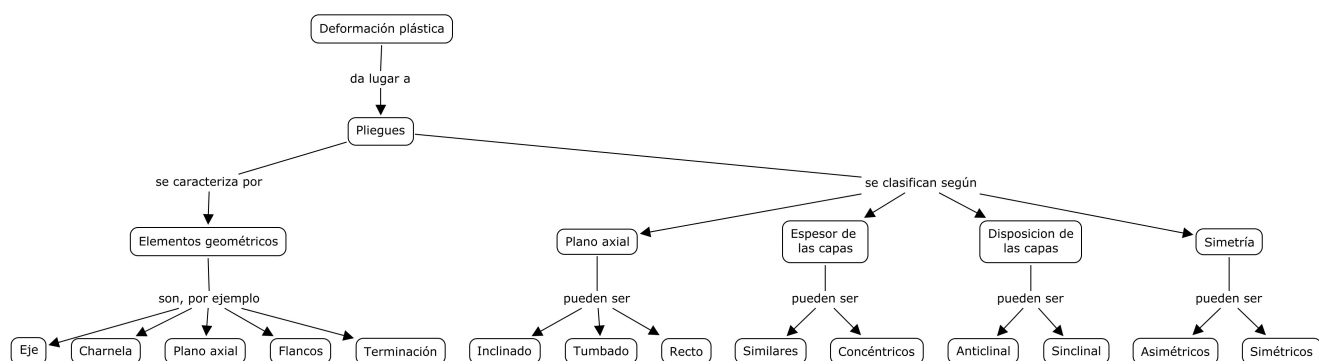 Deformación plástica
da lugar a
Pliegues
se caracteriza por
se clasifican según
Elementos geométricos
Plano axial
Espesor de
las capas
Disposicion de
las capas
Simetría
son, por ejemplo
pueden ser
pueden ser
pueden ser
pueden ser
Eje
Charnela
Plano axial
Flancos
Terminación
Inclinado
Tumbado
Recto
Similares
Concéntricos
Anticlinal
Sinclinal
Asimétricos
Simétricos